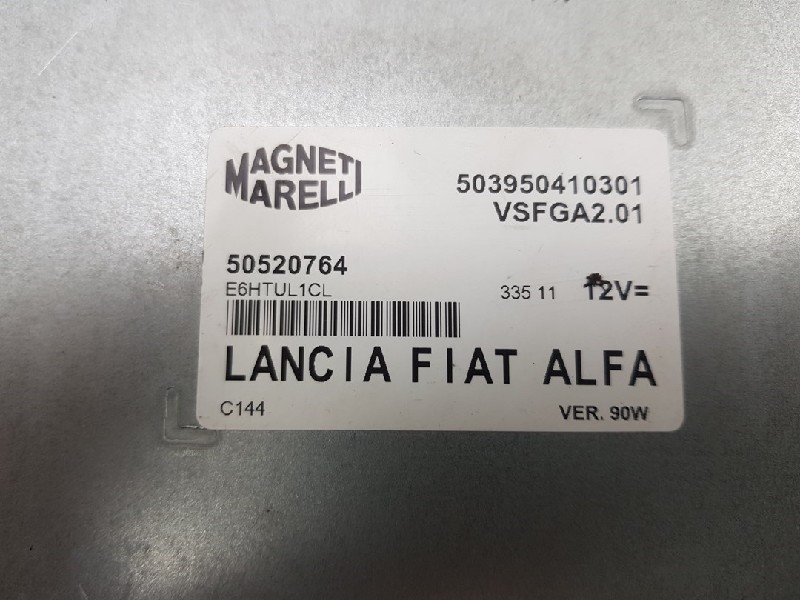 MAGNETI
MARELLI
503950410301
VSFGA2.01
50520764
E6HTUL1CL
335 11
12V=
LANCIA FIAT ALFA
C144
VER. 90W